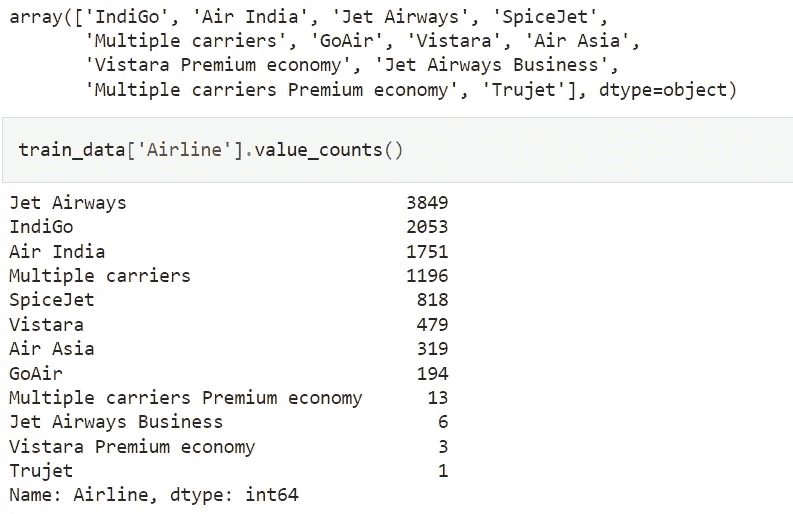 array(['IndiGo', 'Air India', 'Jet Airways', 'SpiceJet',
       'Multiple carriers', 'GoAir', 'Vistara', 'Air Asia',
       'Vistara Premium economy', 'Jet Airways Business',
       'Multiple carriers Premium economy', 'Trujet'], dtype=object)
train_data['Airline'].value_counts()
Jet Airways                          3849
IndiGo                               2053
Air India                            1751
Multiple carriers                    1196
SpiceJet                              818
Vistara                               479
Air Asia                              319
GoAir                                 194
Multiple carriers Premium economy      13
Jet Airways Business                    6
Vistara Premium economy                 3
Trujet                                  1
Name: Airline, dtype: int64